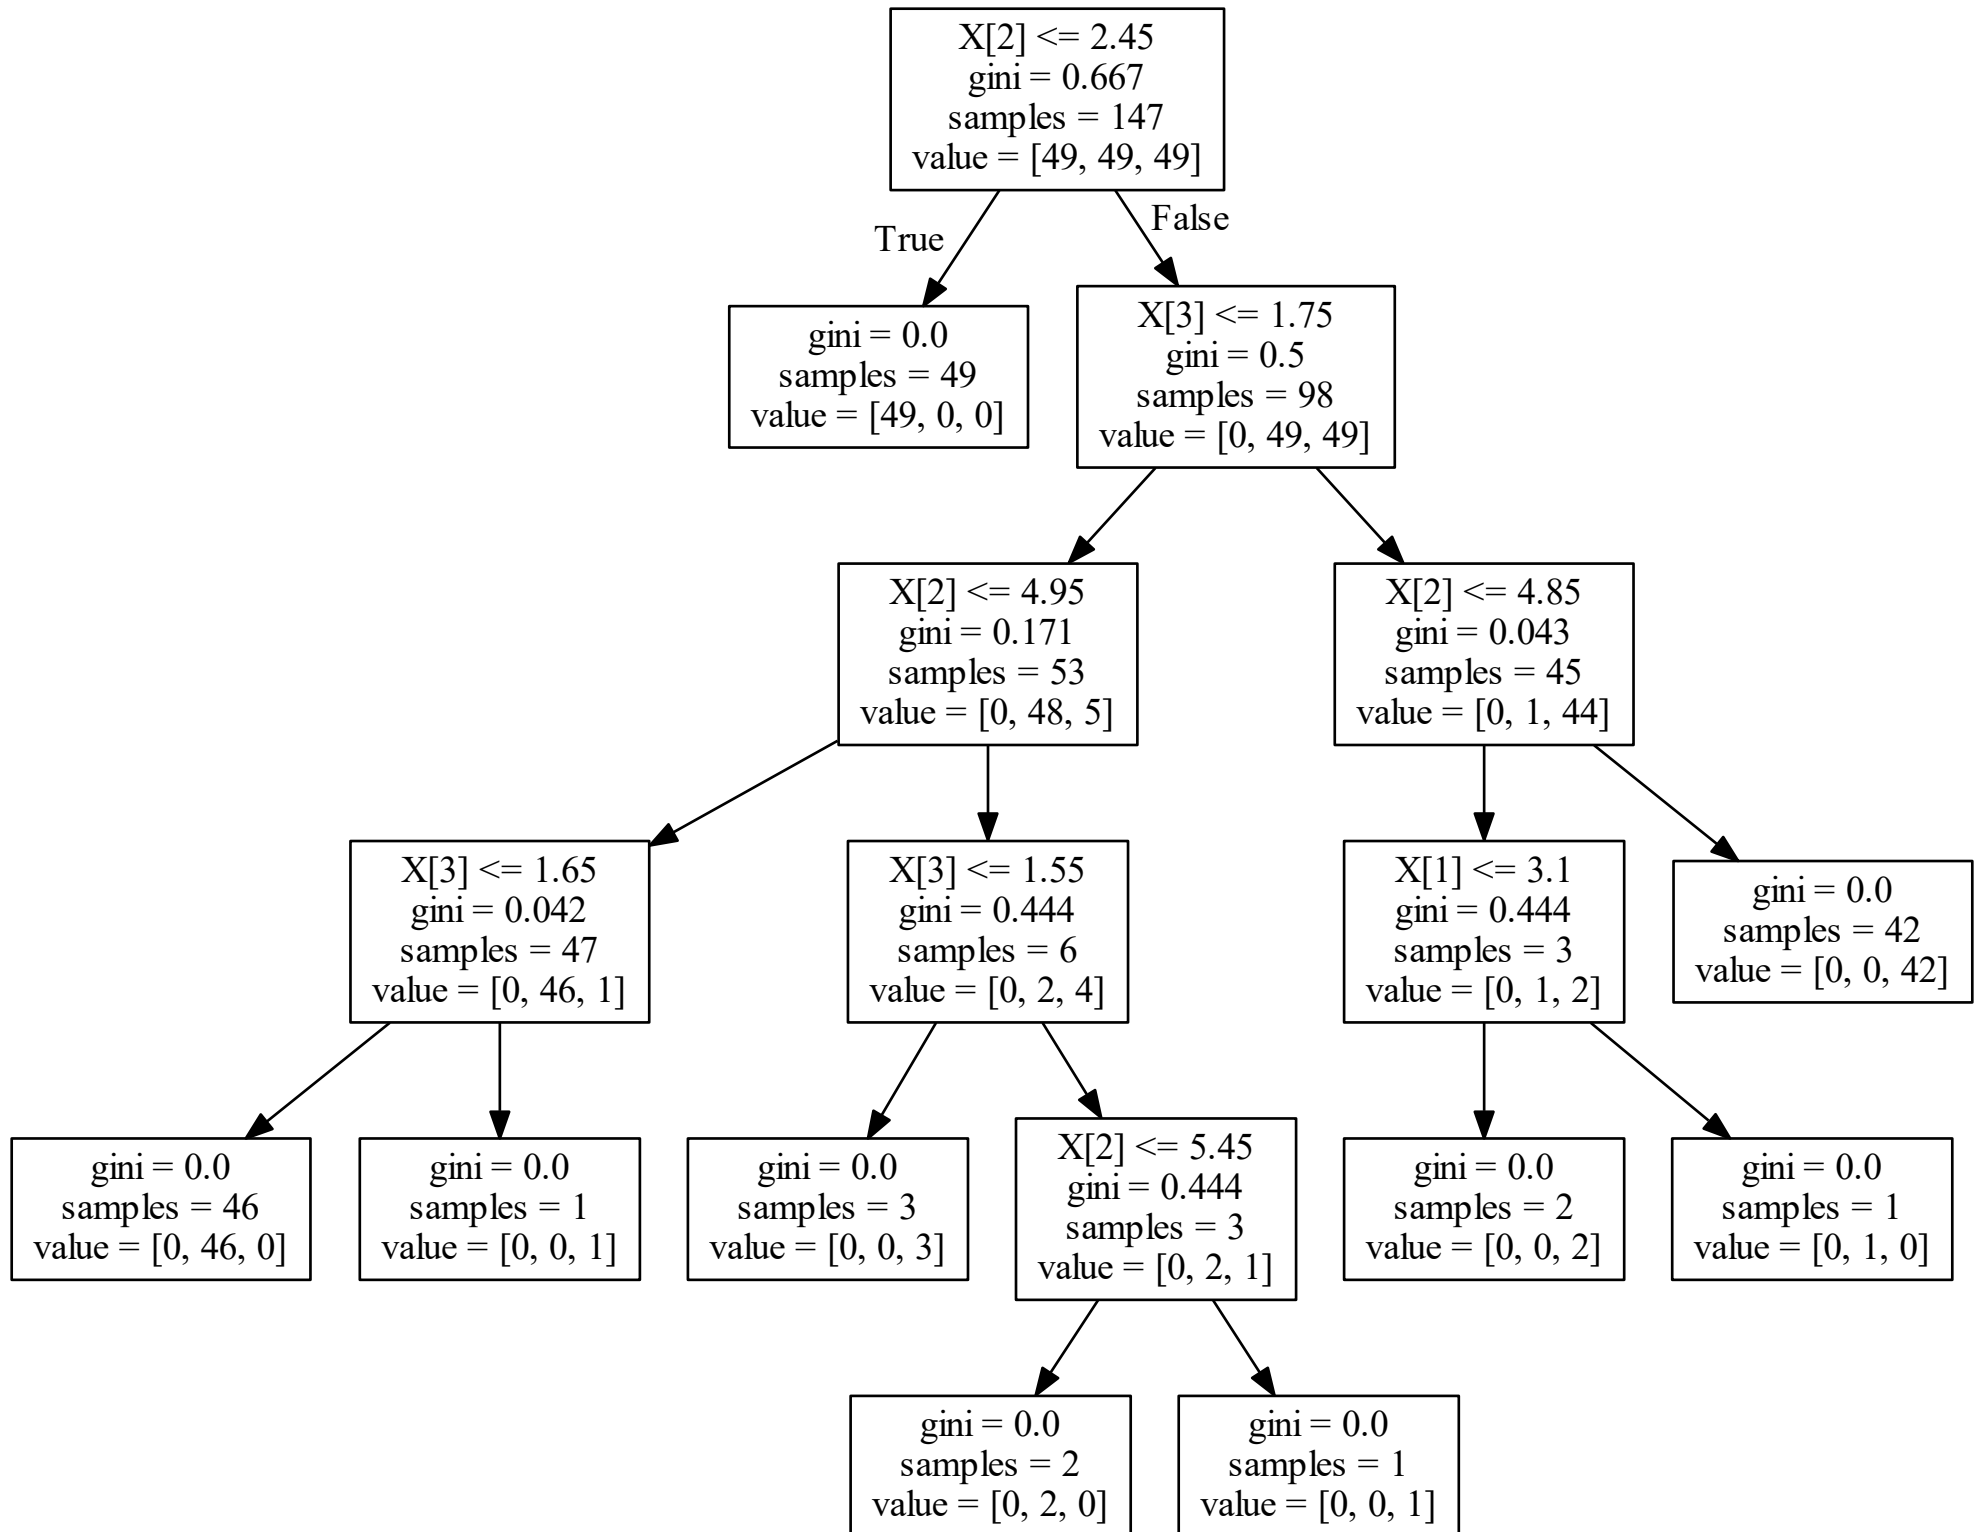 X[2] <= 2.45
gini = 0.667
samples = 147
value = [49, 49, 49]
True
False
gini = 0.0
samples = 49
value = [49, 0, 0]
X[3] <= 1.75
gini = 0.5
samples = 98
value = [0, 49, 49]
X[2] <= 4.95
gini = 0.171
samples = 53
value = [0, 48, 5]
X[2] <= 4.85
gini = 0.043
samples = 45
value = [0, 1, 44]
X[3] <= 1.65
gini = 0.042
samples = 47
value = [0, 46, 1]
X[3] <= 1.55
gini = 0.444
samples = 6
value = [0, 2, 4]
X[1] <= 3.1
gini = 0.444
samples = 3
value = [0, 1, 2]
gini = 0.0
samples = 42
value = [0, 0, 42]
gini = 0.0
samples = 46
value = [0, 46, 0]
gini = 0.0
samples = 1
value = [0, 0, 1]
gini = 0.0
samples = 3
value = [0, 0, 3]
X[2] <= 5.45
gini = 0.444
samples = 3
value = [0, 2, 1]
gini = 0.0
samples = 2
value = [0, 0, 2]
gini = 0.0
samples = 1
value = [0, 1, 0]
gini = 0.0
samples = 2
value = [0, 2, 0]
gini = 0.0
samples = 1
value = [0, 0, 1]